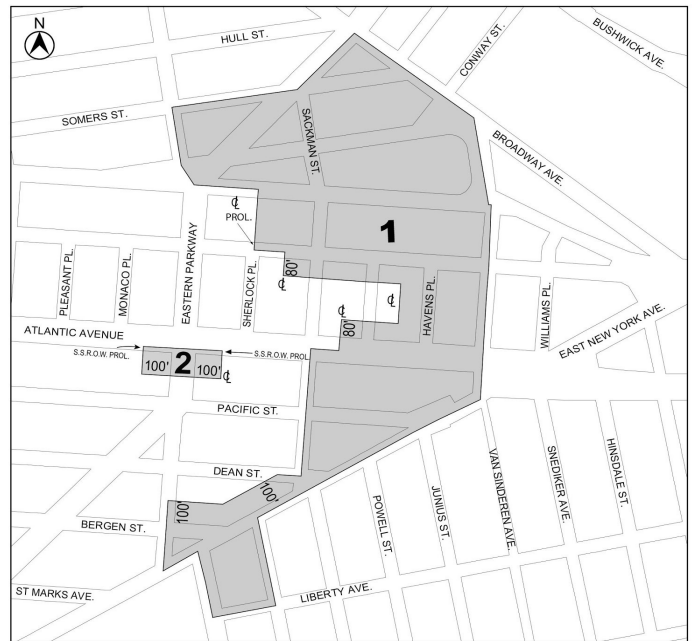 N
HULL ST.
CONWAY ST.
BUSHWICK AVE.
SOMERS ST.
SACKMAN ST.
BROADWAY AVE.
℄
PROL.
1
PLEASANT PL.
MONACO PL.
EASTERN PARKWAY
SHERLOCK PL.
80'
℄
℄
℄
HAVENS PL.
WILLIAMS PL.
EAST NEW YORK AVE.
80'
ATLANTIC AVENUE
S.S.R.O.W. PROL.
S.S.R.O.W. PROL.
100'
2
100'
℄
PACIFIC ST.
DEAN ST.
100'
100'
BERGEN ST.
POWELL ST.
JUNIUS ST.
VAN SINDEREN AVE.
SNEDIKER AVE.
HINSDALE ST.
ST MARKS AVE.
LIBERTY AVE.